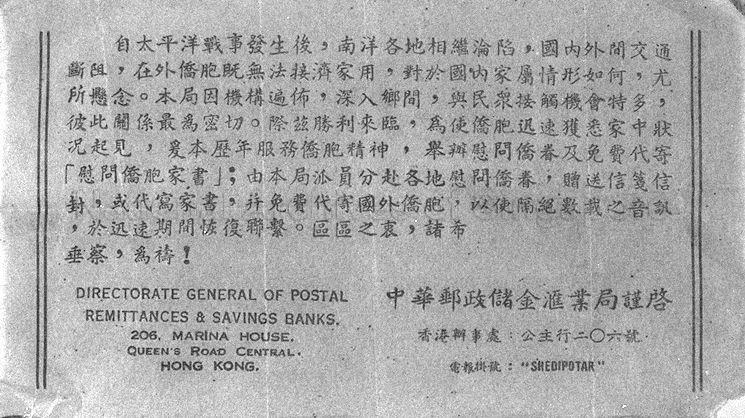 自太平洋戰事發生後，南洋各地相繼淪陷，國內外間交通
斷阻，在外僑胞既無法接濟家用，對於國內家屬情形如何，尤
所懸念。本局因機構遍佈，深入鄉間，與民衆接觸機會特多，
彼此關係最為密切。際茲勝利來臨，為使僑胞迅速獲悉家中狀
况起見，爰本歷年服務僑胞精神，舉辦慰問僑眷及免費代寄
「慰問僑胞家書」；由本局派員分赴各地慰問僑眷，贈送信箋信
封，或代寫家書，并免費代寄國外僑胞，以使隔絕數載之音訊
，於迅速期間恢復聯繫。區區之衷，諸希
垂察，為禱！
DIRECTORATE GENERAL OF POSTAL
REMITTANCES & SAVINGS BANKS.
206, MARINA HOUSE,
QUEEN'S ROAD CENTRAL.
HONG KONG.
中華郵政儲金滙業局謹啓
香港辦事處：公主行二〇六號
電報掛號："SHEDIPOTAR"